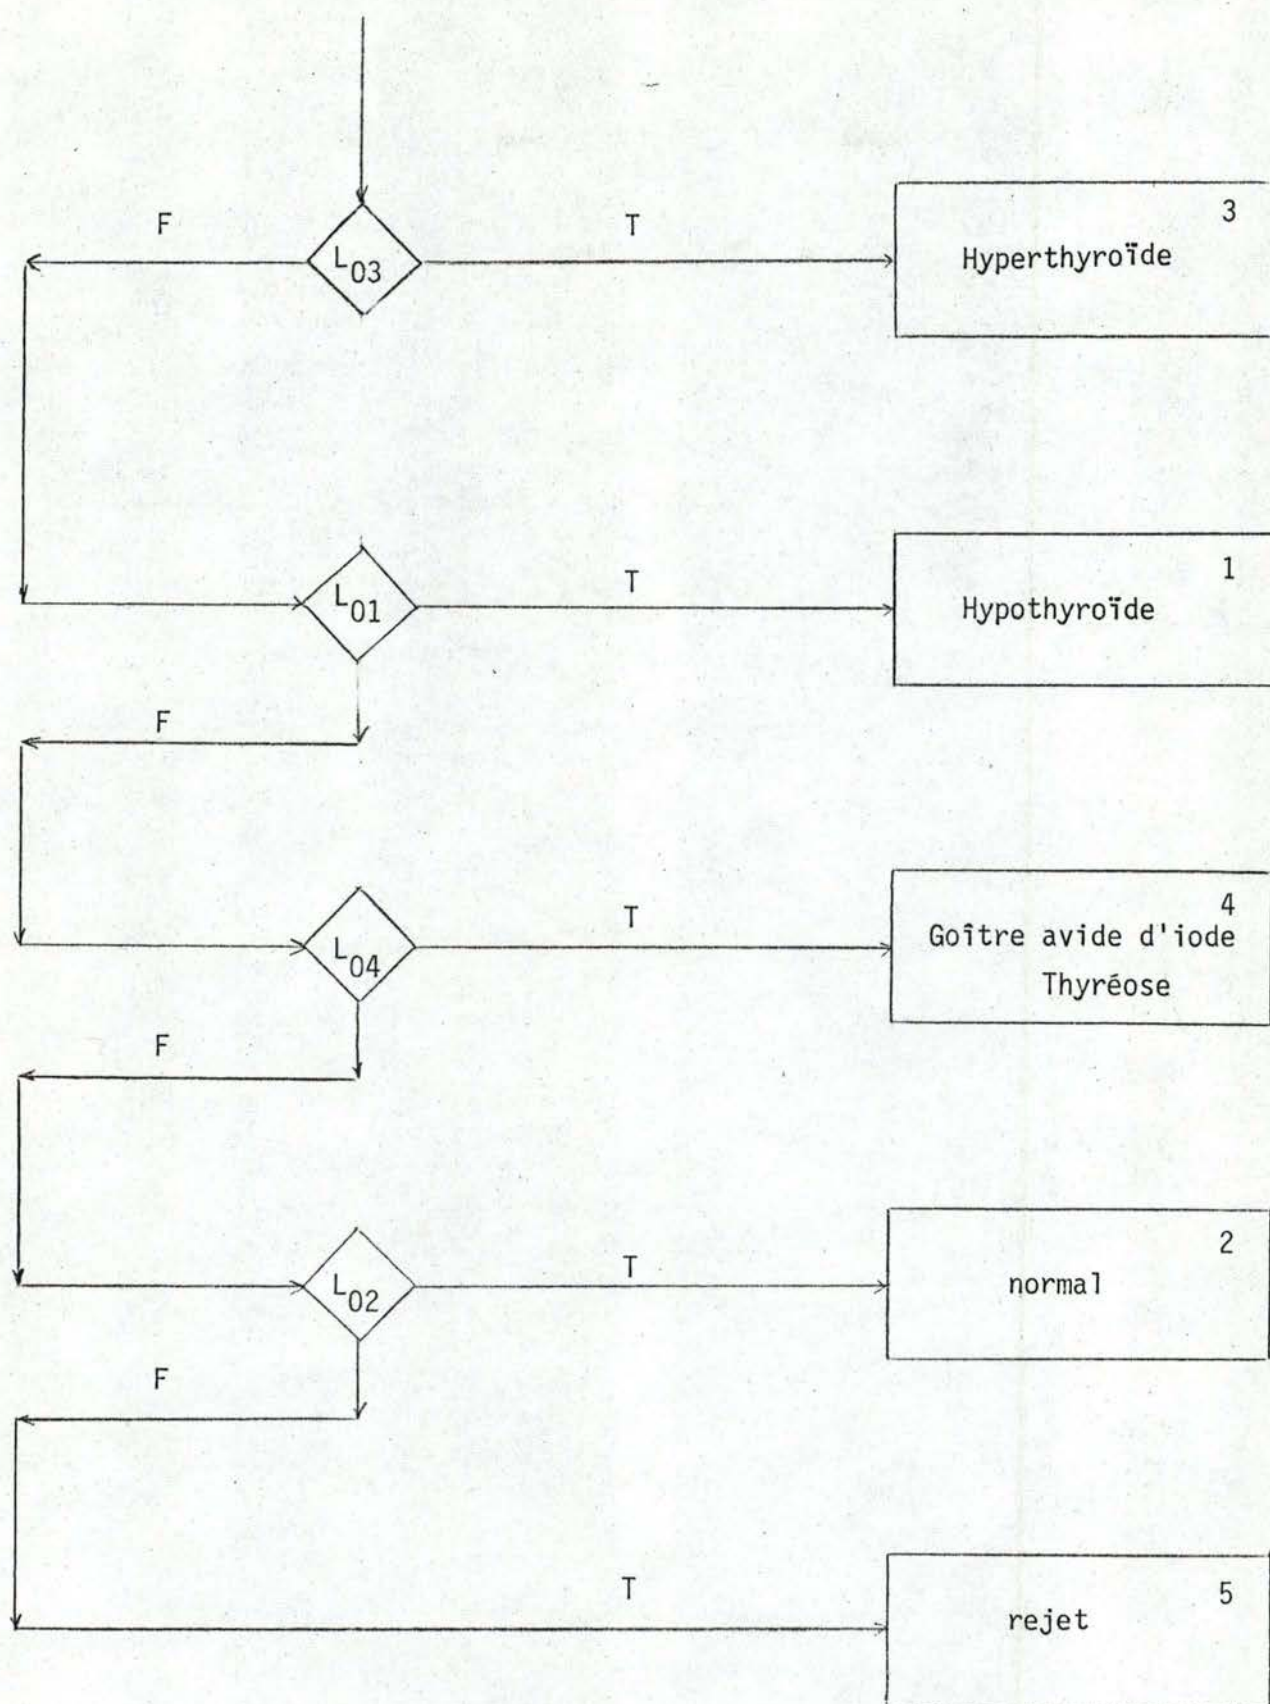 F
L03
T
3
Hyperthyroïde
L01
T
1
Hypothyroïde
F
L04
T
4
Goître avide d'iode
Thyréose
F
L02
T
2
normal
F
T
5
rejet